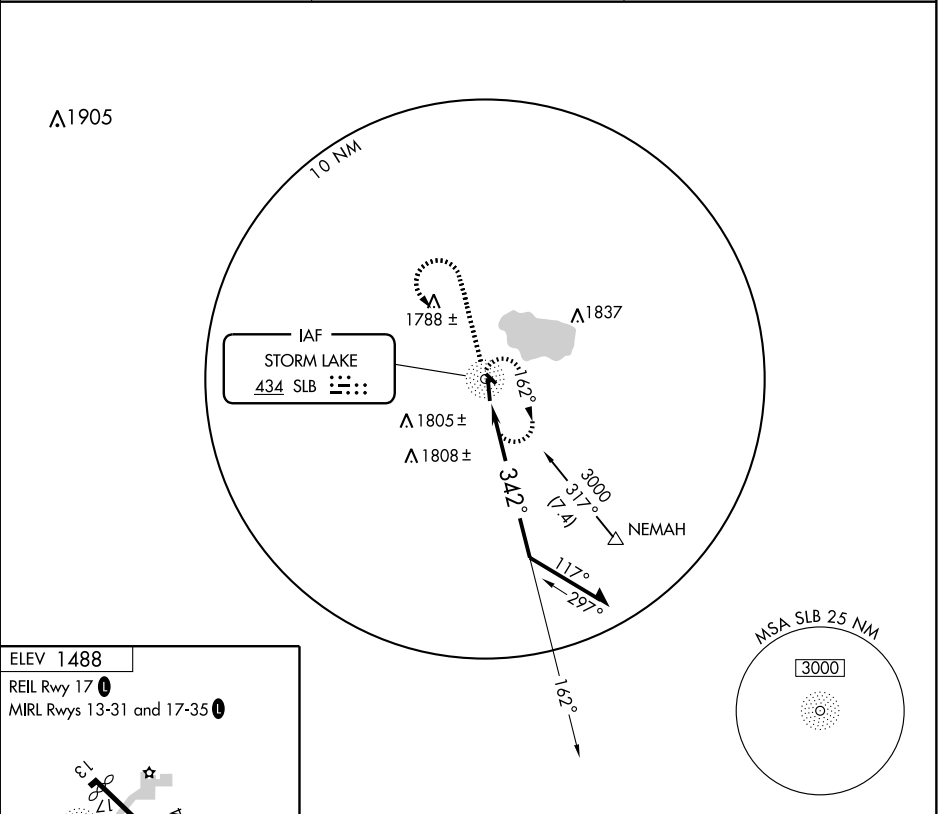 1905
10 NM
1788 ±
1837
IAF
STORM LAKE
434 SLB
162°
1805 ±
1808 ±
342°
3000
317°
(7.4)
NEMAH
117°
297°
162°
MSA SLB 25 NM
3000
ELEV 1488
REIL Rwy 17 L
MIRL Rwys 13-31 and 17-35 L
13
17